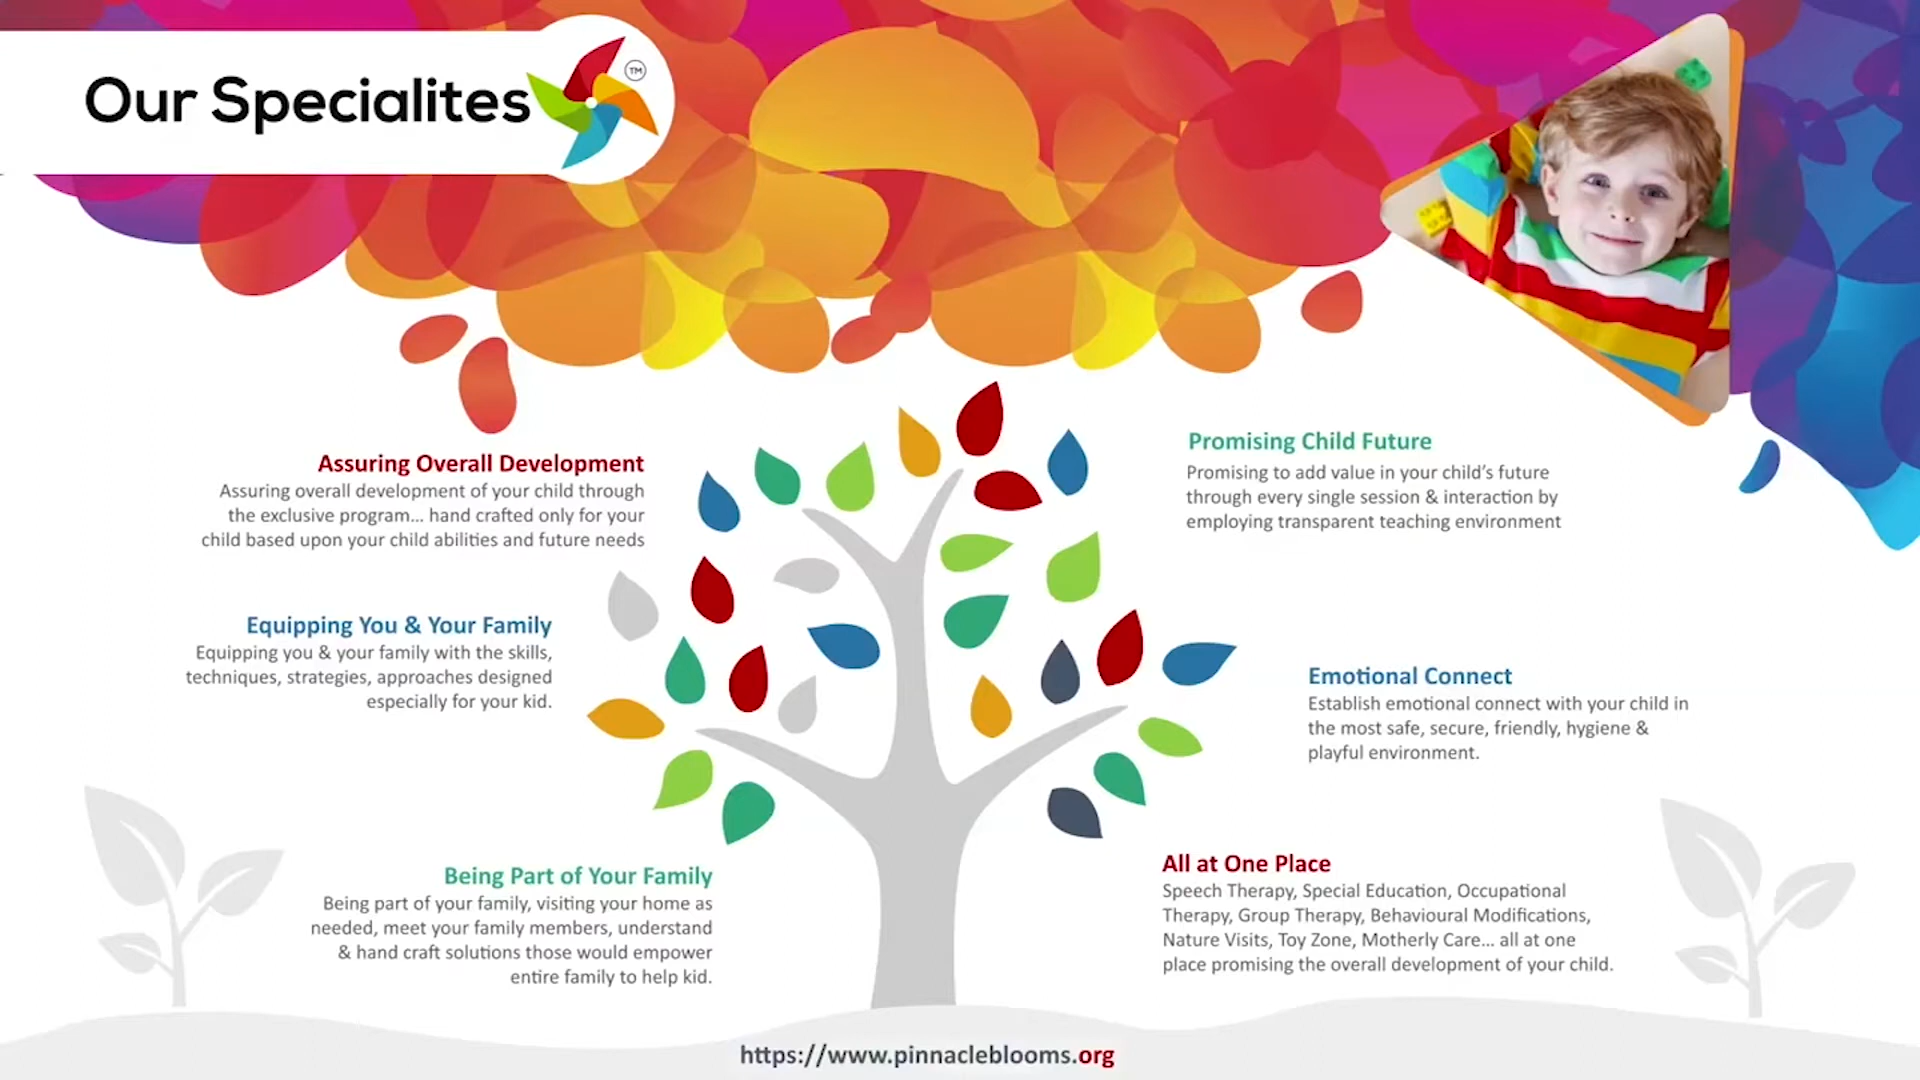 Our Specialites
TM
Assuring Overall Development
Assuring overall development of your child through
the exclusive program... hand crafted only for your
child based upon your child abilities and future needs
Equipping You & Your Family
Equipping you & your family with the skills,
techniques, strategies, approaches designed
especially for your kid.
Being Part of Your Family
Being part of your family, visiting your home as
needed, meet your family members, understand
& hand craft solutions those would empower
entire family to help kid.
Promising Child Future
Promising to add value in your child's future
through every single session & interaction by
employing transparent teaching environment
Emotional Connect
Establish emotional connect with your child in
the most safe, secure, friendly, hygiene &
playful environment.
All at One Place
Speech Therapy, Special Education, Occupational
Therapy, Group Therapy, Behavioural Modifications,
Nature Visits, Toy Zone, Motherly Care... all at one
place promising the overall development of your child.
https://www.pinnacleblooms.org